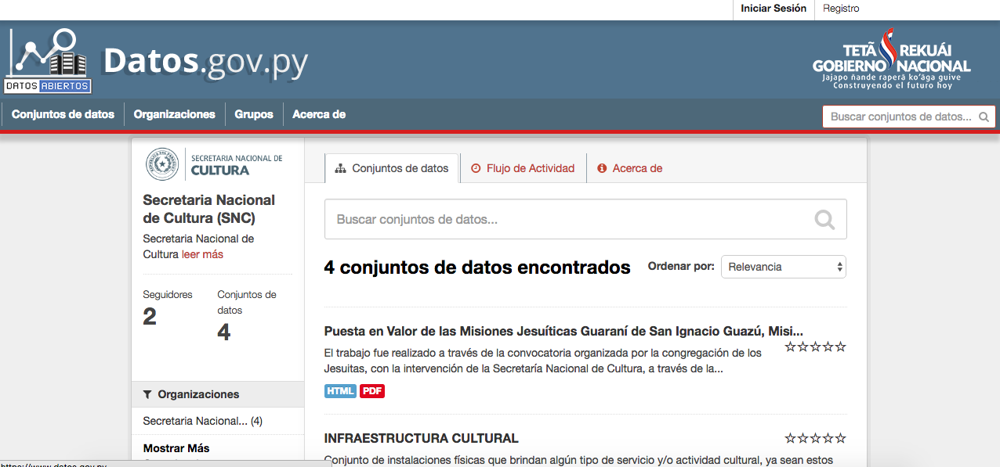 Iniciar Sesión Registro
DATOS ABIERTOS
Datos.gov.py
TETÃ REKUÁI
GOBIERNO NACIONAL
Jajapo ñande raperã ko'ãga guive
Construyendo el futuro hoy
Conjuntos de datos Organizaciones Grupos Acerca de
Buscar conjuntos de datos...
SECRETARIA NACIONAL DE
CULTURA
Secretaria Nacional
de Cultura (SNC)
Secretaria Nacional de
Cultura leer más
Seguidores
2
Conjuntos de
datos
4
Organizaciones
Secretaria Nacional... (4)
Mostrar Más
Conjuntos de datos Flujo de Actividad Acerca de
Buscar conjuntos de datos...
4 conjuntos de datos encontrados
Ordenar por: Relevancia
Puesta en Valor de las Misiones Jesuíticas Guaraní de San Ignacio Guazú, Misi...
El trabajo fue realizado a través de la convocatoria organizada por la congregación de los
Jesuitas, con la intervención de la Secretaría Nacional de Cultura, a través de la...
HTML PDF
INFRAESTRUCTURA CULTURAL
Conjunto de instalaciones físicas que brindan algún tipo de servicio y/o actividad cultural, ya sean estos
https://www.datos.gov.py